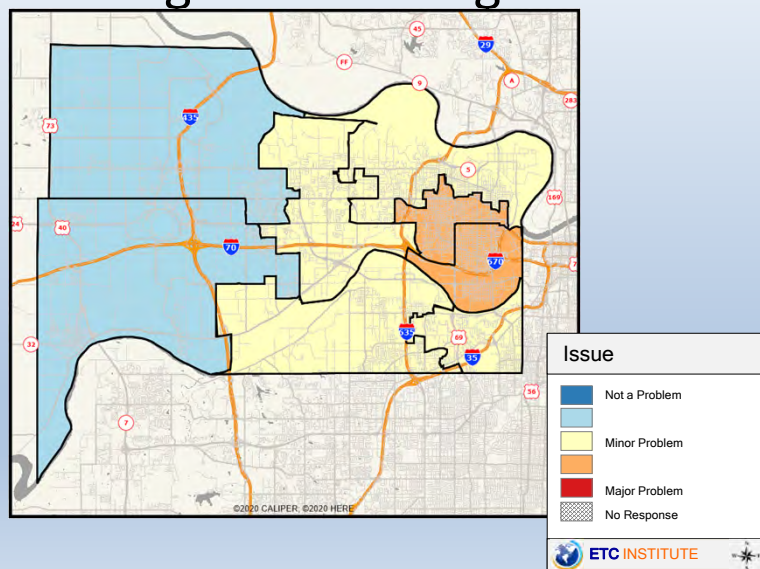 45
29
FF
A
9
283
435
73
5
169
24
40
70
670
7
635
32
69
35
56
7
©2020 CALIPER, ©2020 HERE
Issue
Not a Problem
Minor Problem
Major Problem
No Response
ETC INSTITUTE